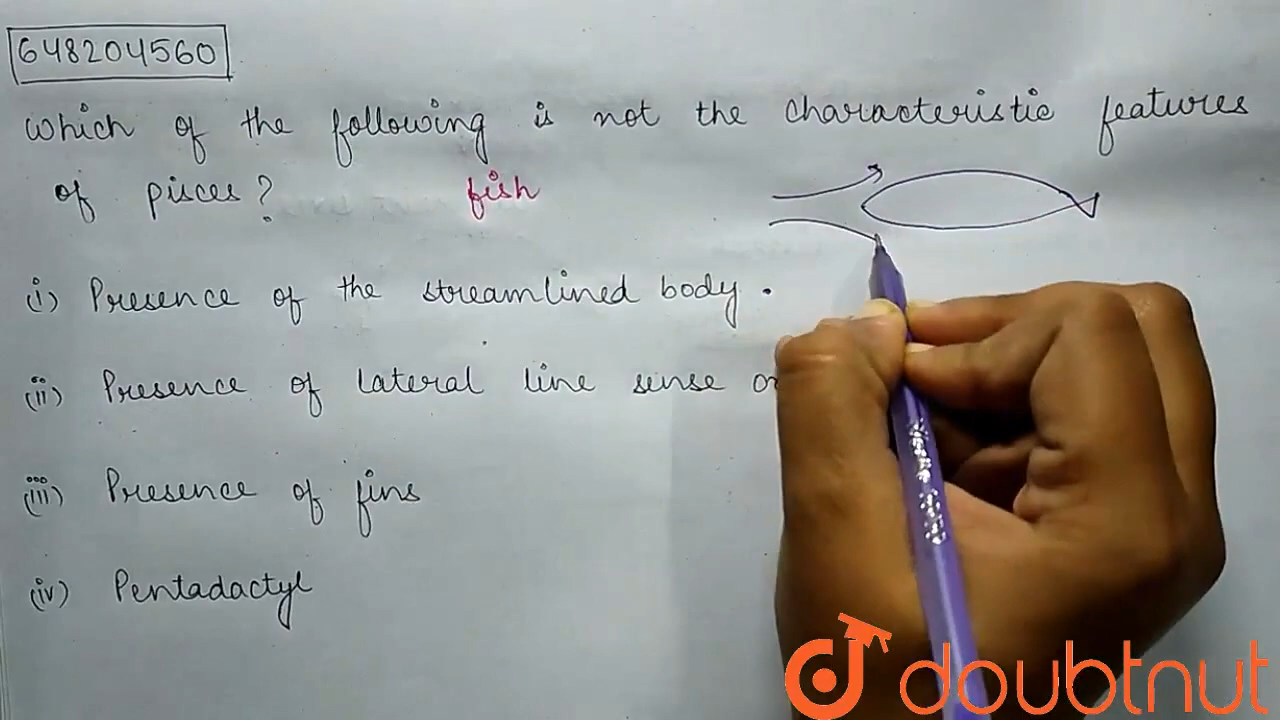 648204560
Which of the following is not the characteristic features
of pisces? fish
(i) Presence of the streamlined body.
(ii) Presence of lateral line sense
(iii) Presence of fins
(iv) Pentadactyl
doubtnut